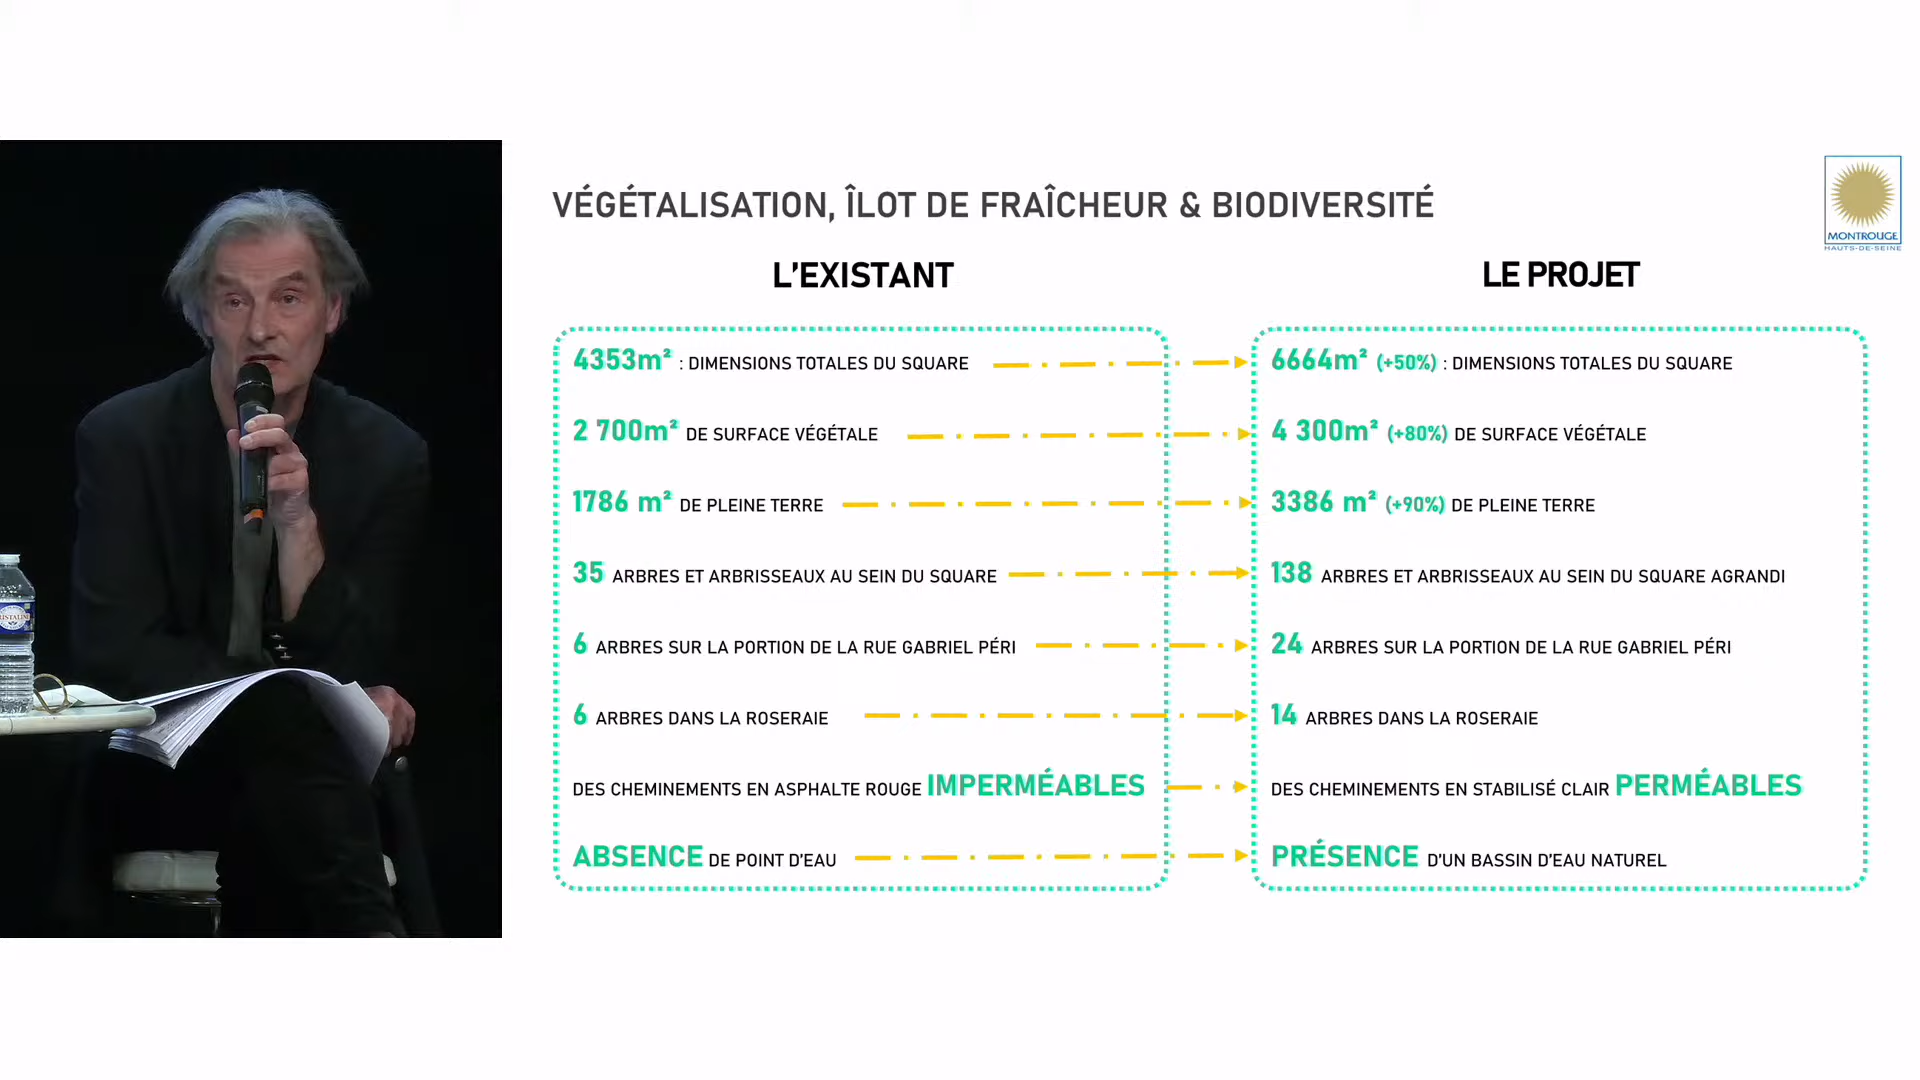 VÉGÉTALISATION, ÎLOT DE FRAÎCHEUR & BIODIVERSITÉ
MONTROUGE
HAUTS-DE-SEINE
L'EXISTANT
LE PROJET
4353m² : DIMENSIONS TOTALES DU SQUARE
6664m² (+50%) : DIMENSIONS TOTALES DU SQUARE
2 700m² DE SURFACE VÉGÉTALE
4 300m² (+80%) DE SURFACE VÉGÉTALE
1786 m² DE PLEINE TERRE
3386 m² (+90%) DE PLEINE TERRE
35 ARBRES ET ARBRISSEAUX AU SEIN DU SQUARE
138 ARBRES ET ARBRISSEAUX AU SEIN DU SQUARE AGRANDI
6 ARBRES SUR LA PORTION DE LA RUE GABRIEL PÉRI
24 ARBRES SUR LA PORTION DE LA RUE GABRIEL PÉRI
6 ARBRES DANS LA ROSERAIE
14 ARBRES DANS LA ROSERAIE
DES CHEMINEMENTS EN ASPHALTE ROUGE IMPERMÉABLES
DES CHEMINEMENTS EN STABILISÉ CLAIR PERMÉABLES
ABSENCE DE POINT D'EAU
PRÉSENCE D'UN BASSIN D'EAU NATUREL